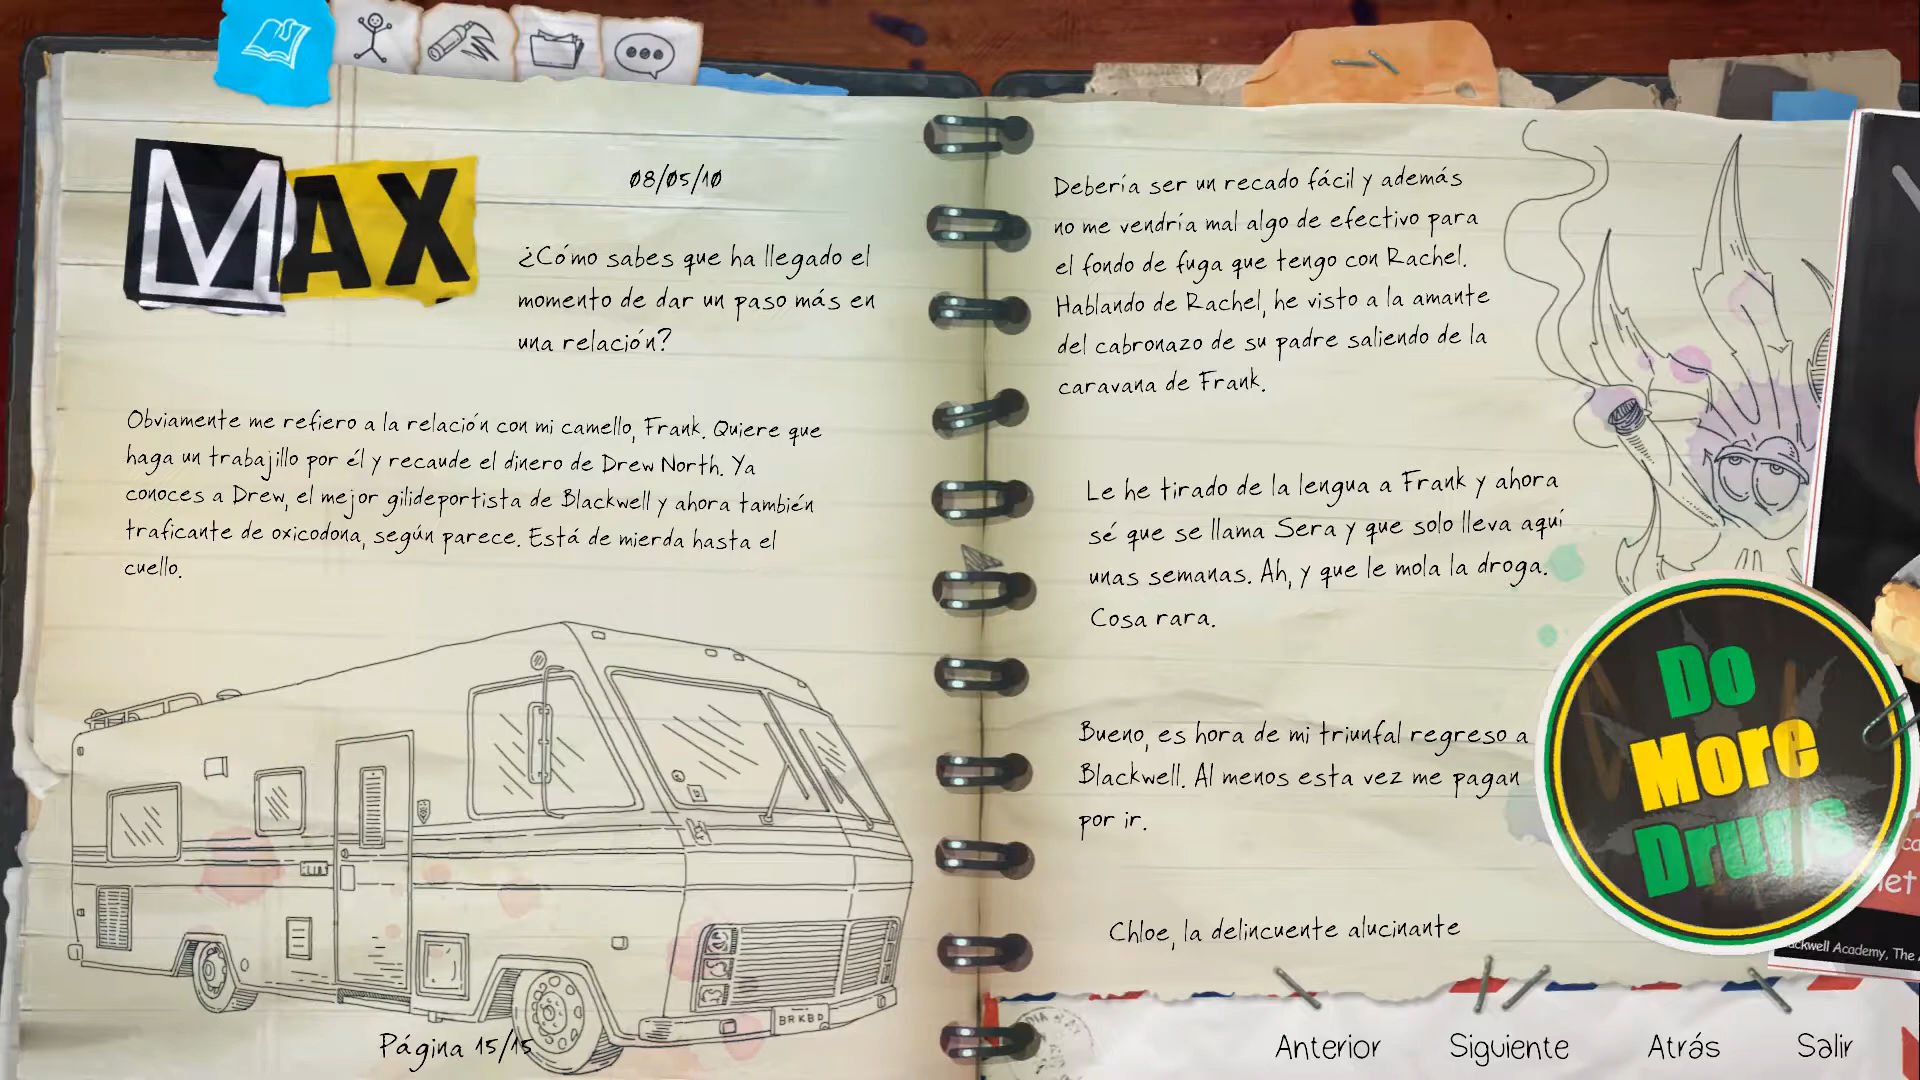 MAX
08/05/10
¿Cómo sabes que ha llegado el
momento de dar un paso más en
una relación?
Obviamente me refiero a la relación con mi camello, Frank. Quiere que
haga un trabajillo por él y recaude el dinero de Drew North. Ya
conoces a Drew, el mejor gilideportista de Blackwell y ahora también
traficante de oxicodona, según parece. Está de mierda hasta el
cuello.
BRKBD
Página 15/15
Debería ser un recado fácil y además
no me vendría mal algo de efectivo para
el fondo de fuga que tengo con Rachel.
Hablando de Rachel, he visto a la amante
del cabronazo de su padre saliendo de la
caravana de Frank.
Le he tirado de la lengua a Frank y ahora
sé que se llama Sera y que solo lleva aquí
unas semanas. Ah, y que le mola la droga.
Cosa rara.
Bueno, es hora de mi triunfal regreso a
Blackwell. Al menos esta vez me pagan
por ir.
Chloe, la delincuente alucinante
Do
More
Drugs
Academy, The
Anterior
Siguiente
Atrás
Salir